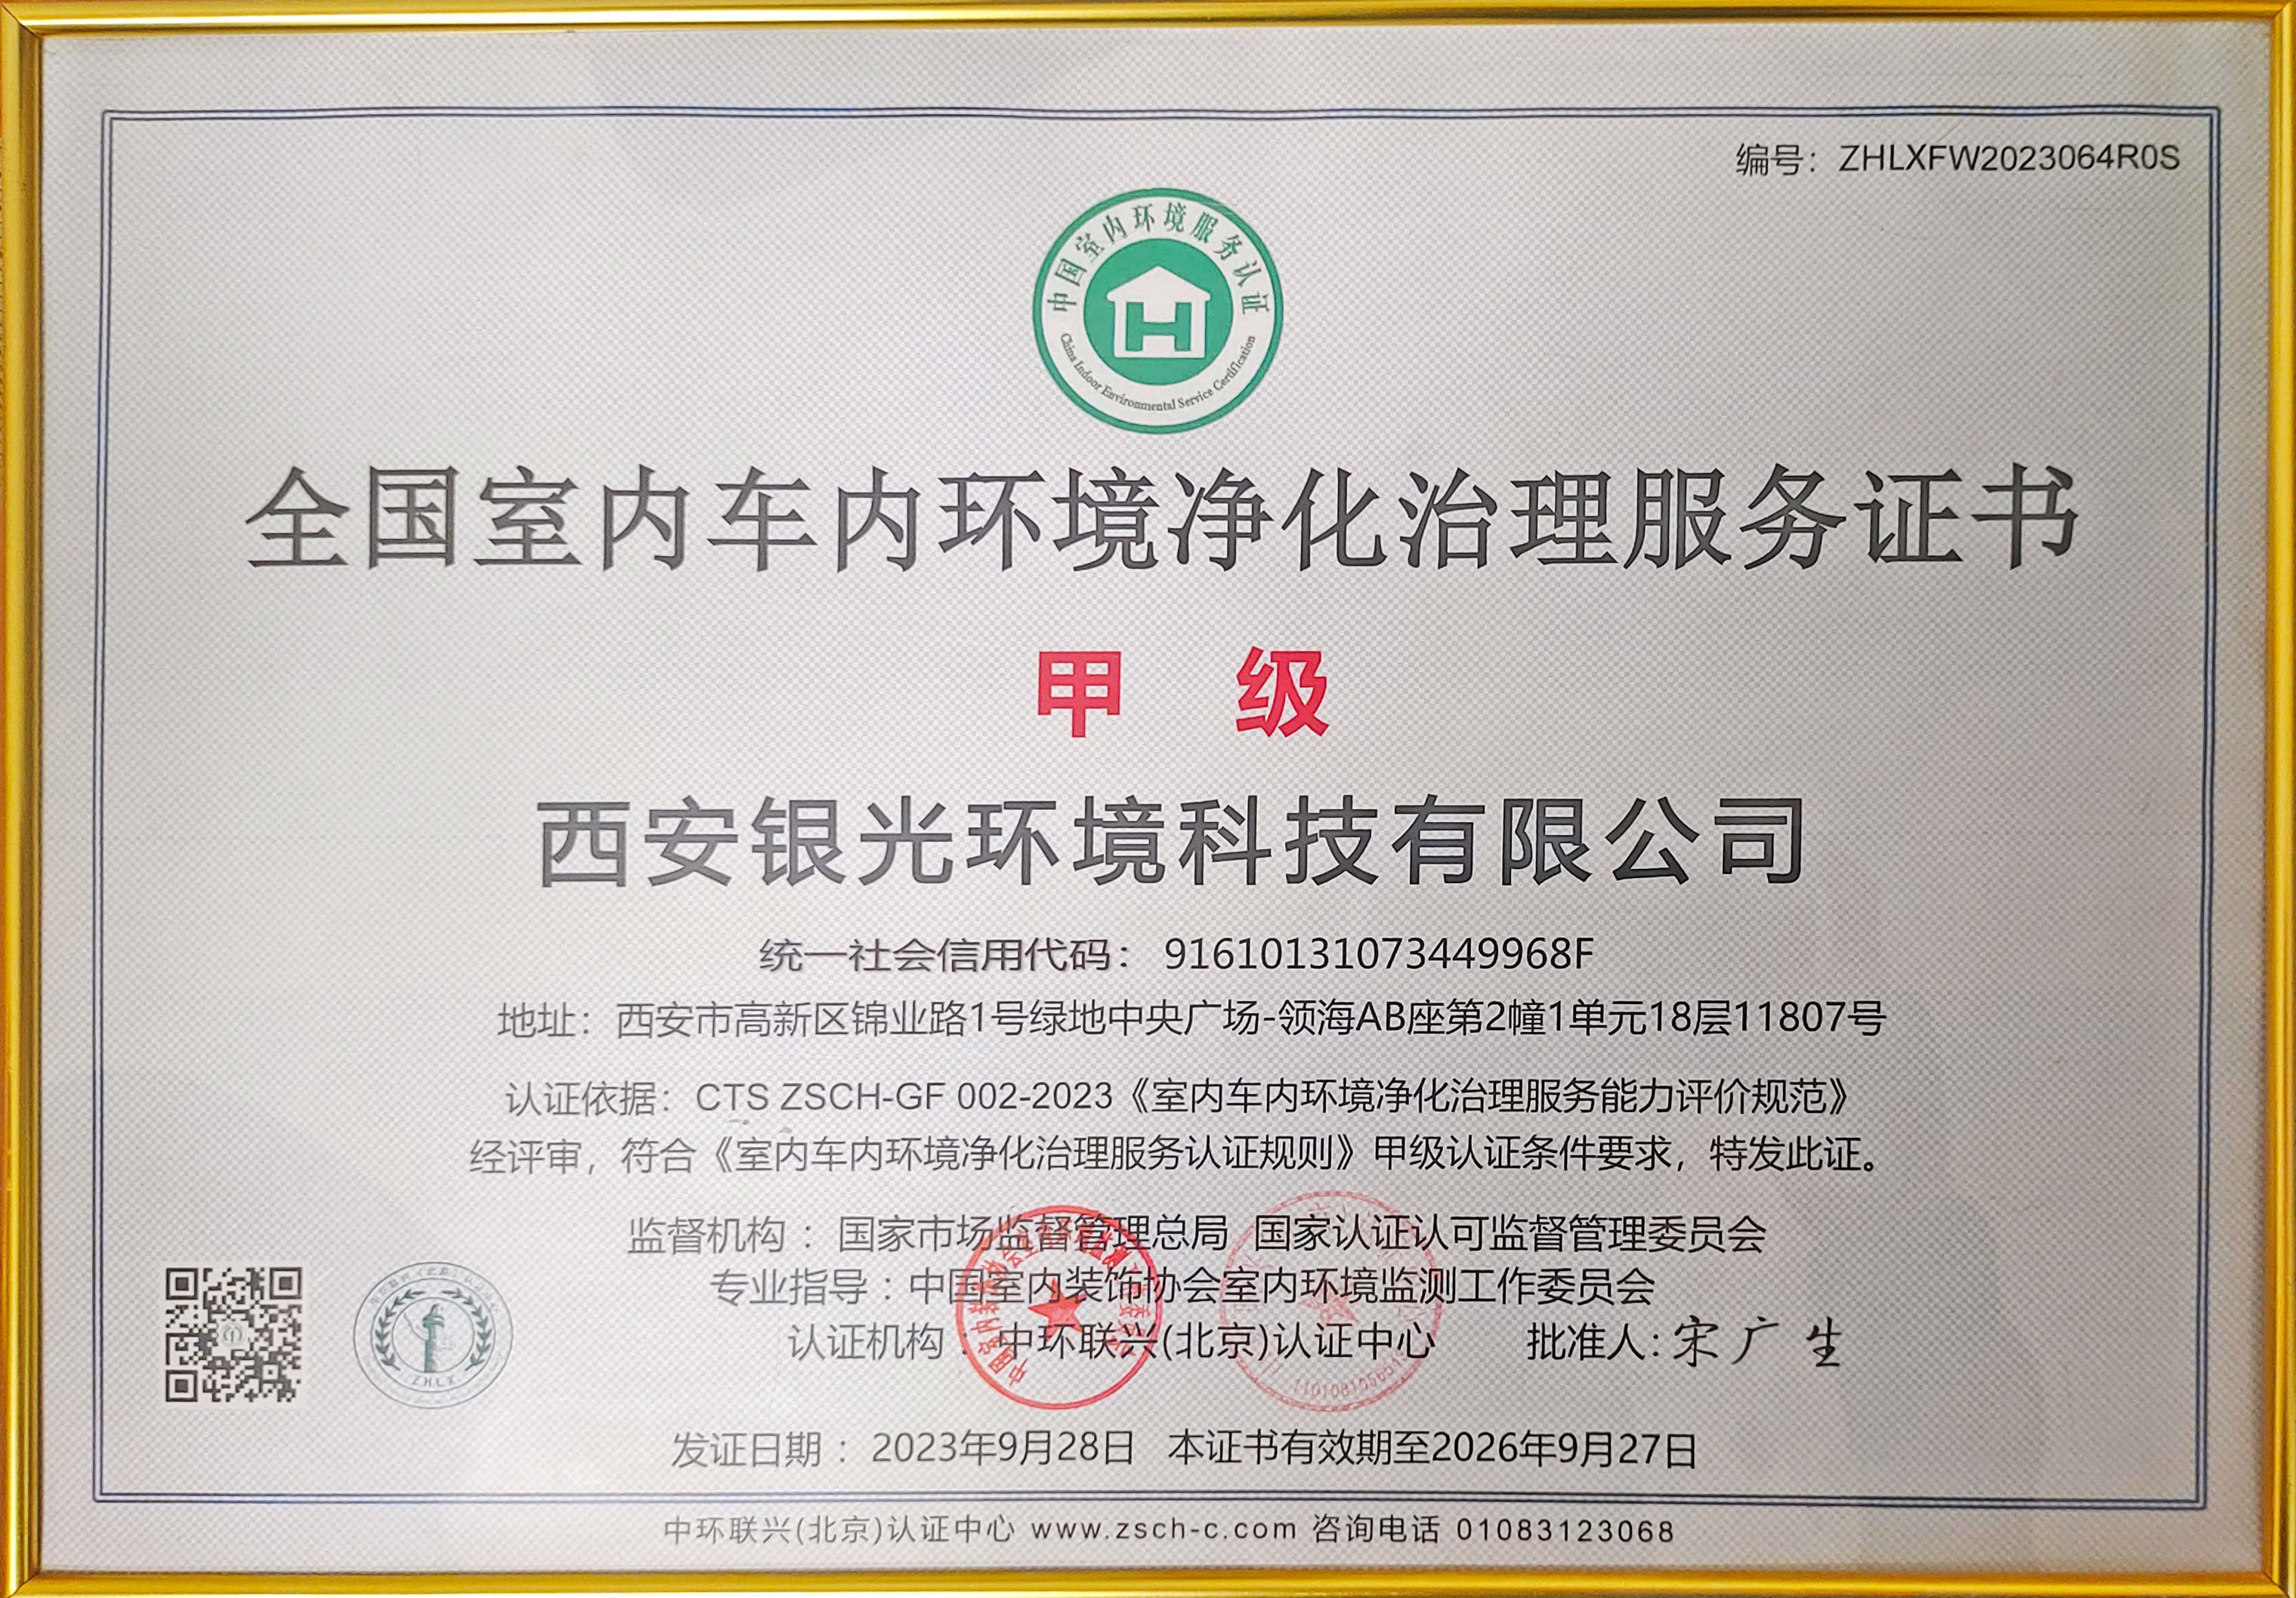 编号：ZHLXFW2023064R0S
中国室内环境服务认证
China Indoor Environmental Service Certification
全国室内车内环境净化治理服务证书
甲 级
西安银光环境科技有限公司
统一社会信用代码： 91610131073449968F
地址：西安市高新区锦业路1号绿地中央广场-领海AB座第2幢1单元18层11807号
认证依据：CTS ZSCH-GF 002-2023《室内车内环境净化治理服务能力评价规范》
经评审，符合《室内车内环境净化治理服务认证规则》甲级认证条件要求，特发此证。
监督机构 ：国家市场监督管理总局 国家认证认可监督管理委员会
专业指导 ：中国室内装饰协会室内环境监测工作委员会
认证机构 ：中环联兴(北京)认证中心 批准人：宋广生
ZHLX
发证日期 ：2023年9月28日 本证书有效期至2026年9月27日
中环联兴(北京)认证中心 www.zsch-c.com 咨询电话 01083123068